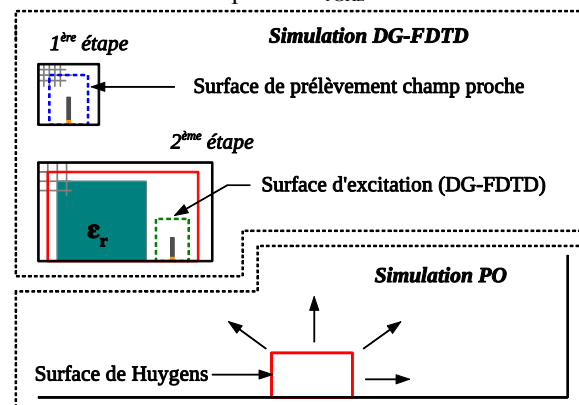 Simulation DG-FDTD
1ère étape
Surface de prélèvement champ proche
2ème étape
Surface d'excitation (DG-FDTD)
εr
Simulation PO
Surface de Huygens